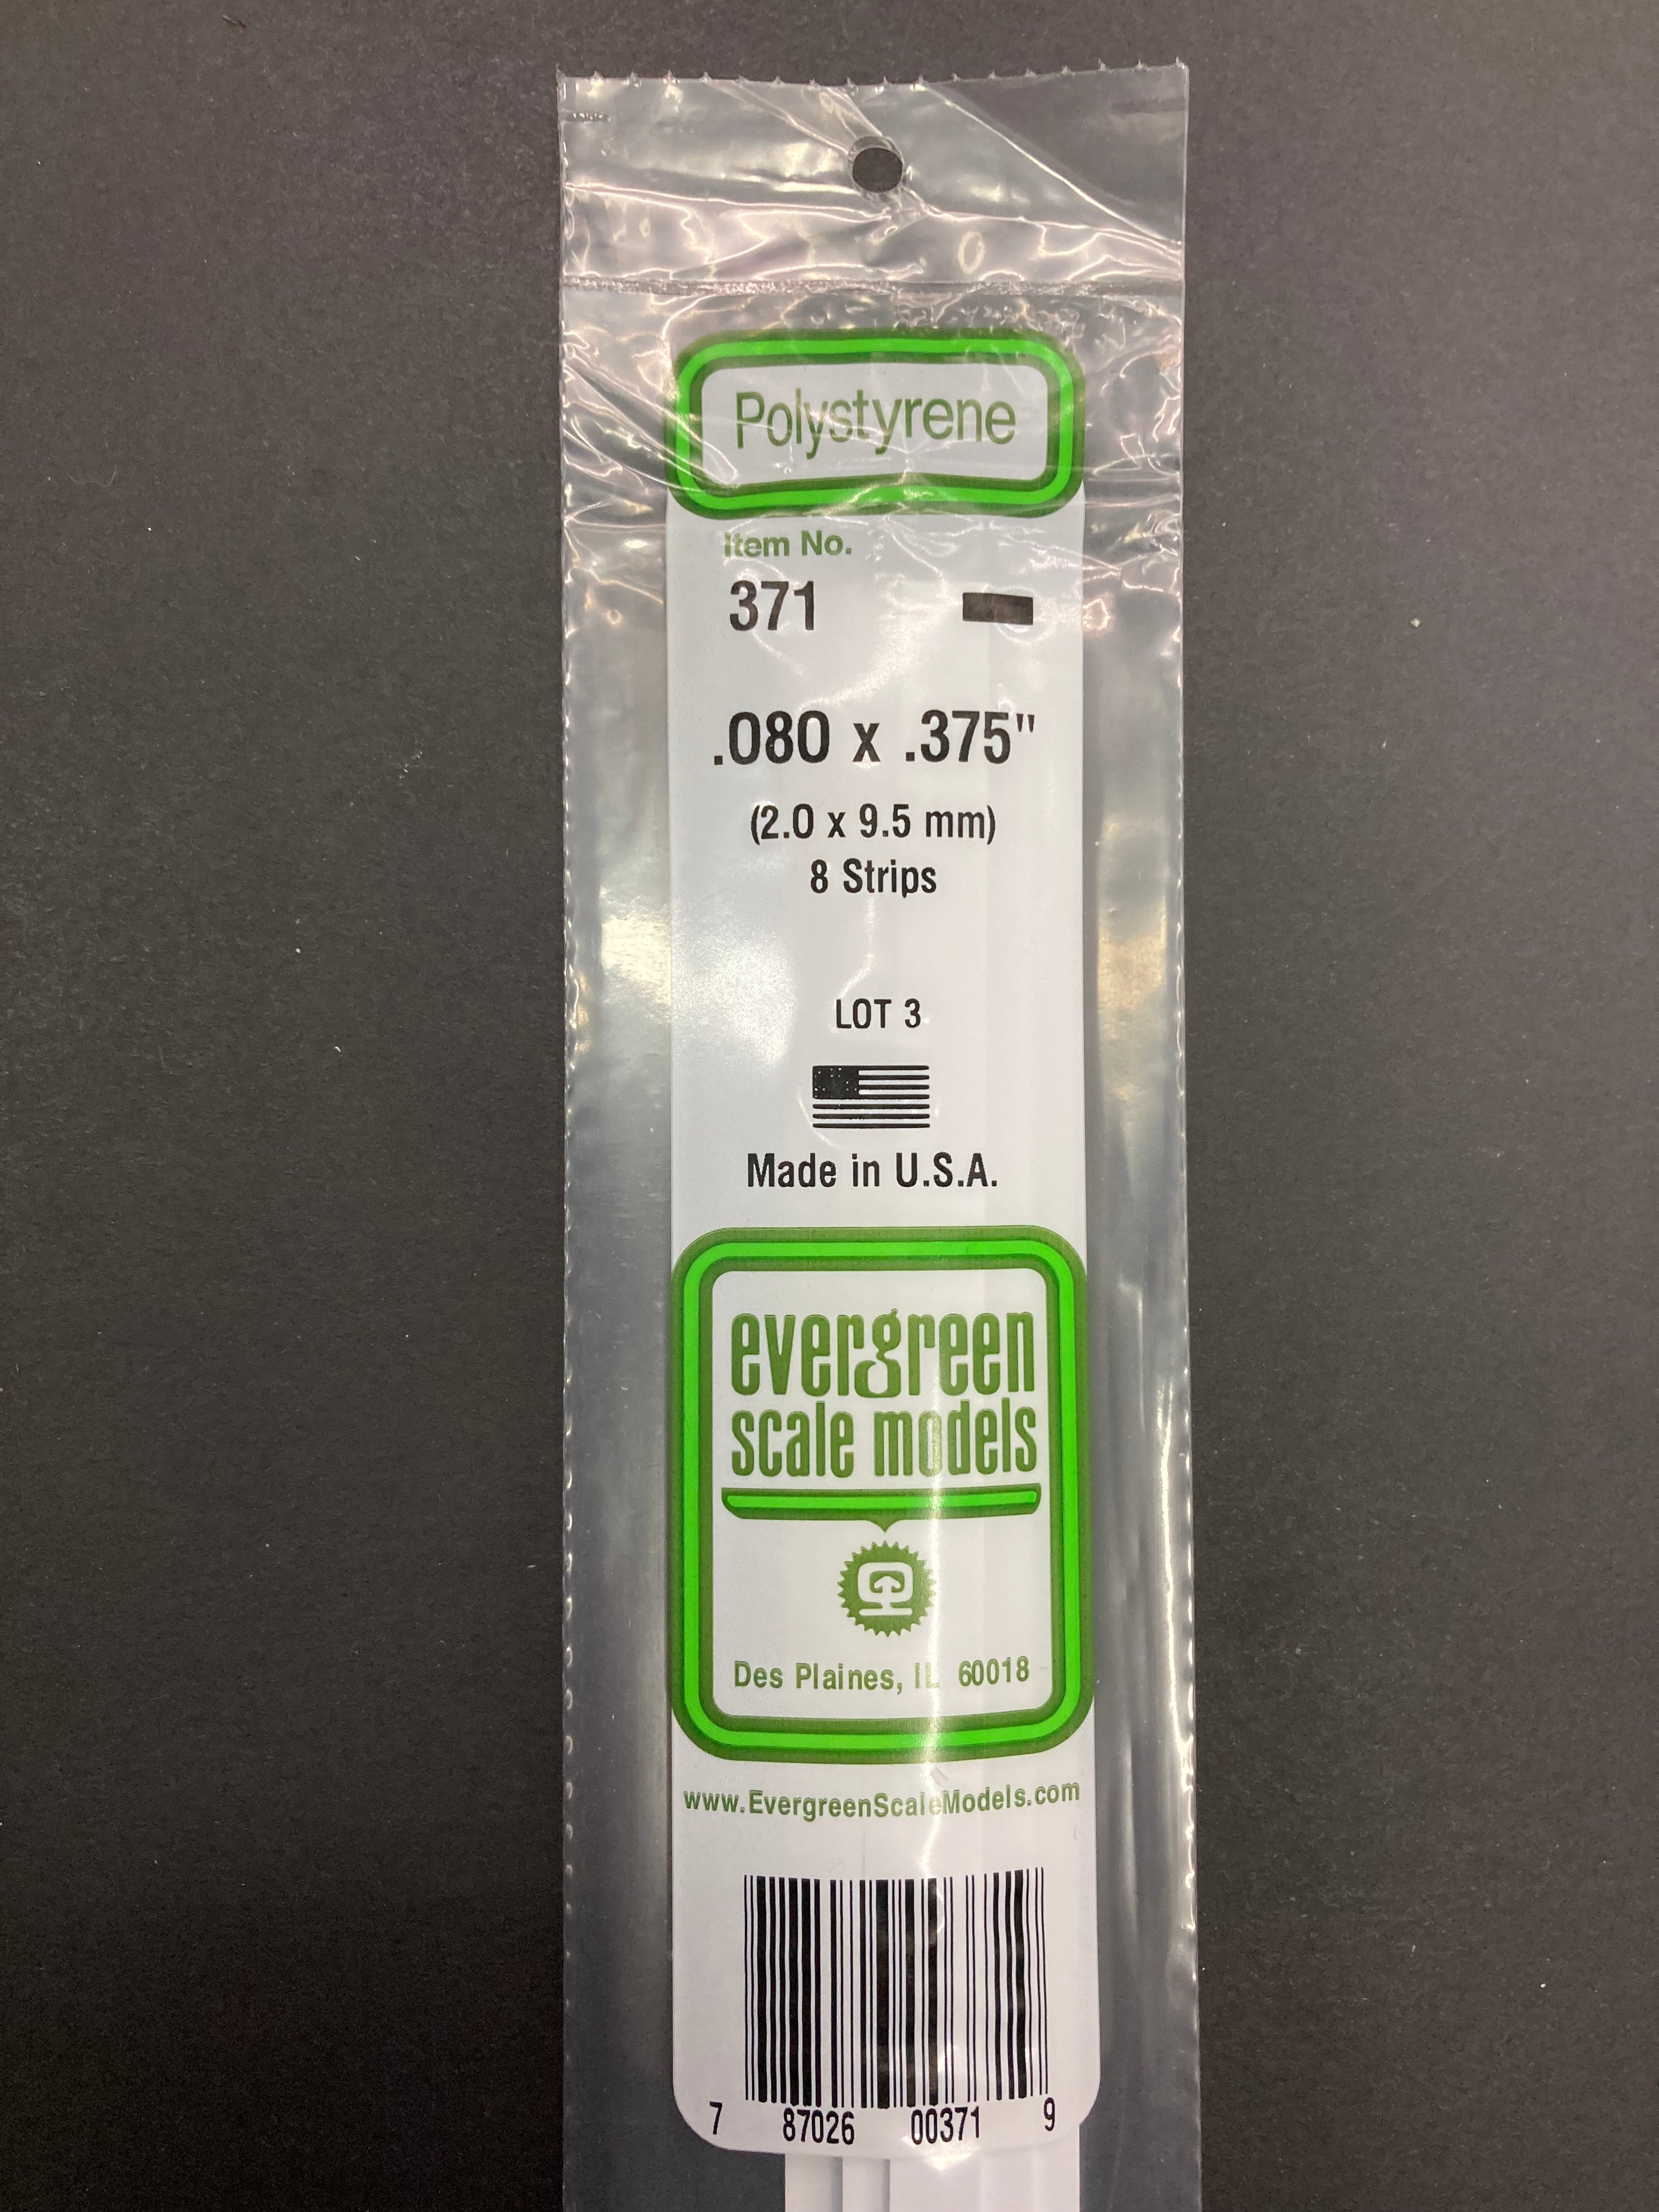 Polystyrene
Item No.
371
.080 x .375"
(2.0 x 9.5 mm)
8 Strips
LOT 3
Made in U.S.A.
evergreen
scale models
Des Plaines, IL 60018
www.EvergreenScaleModels.com
7 87026 00371 9